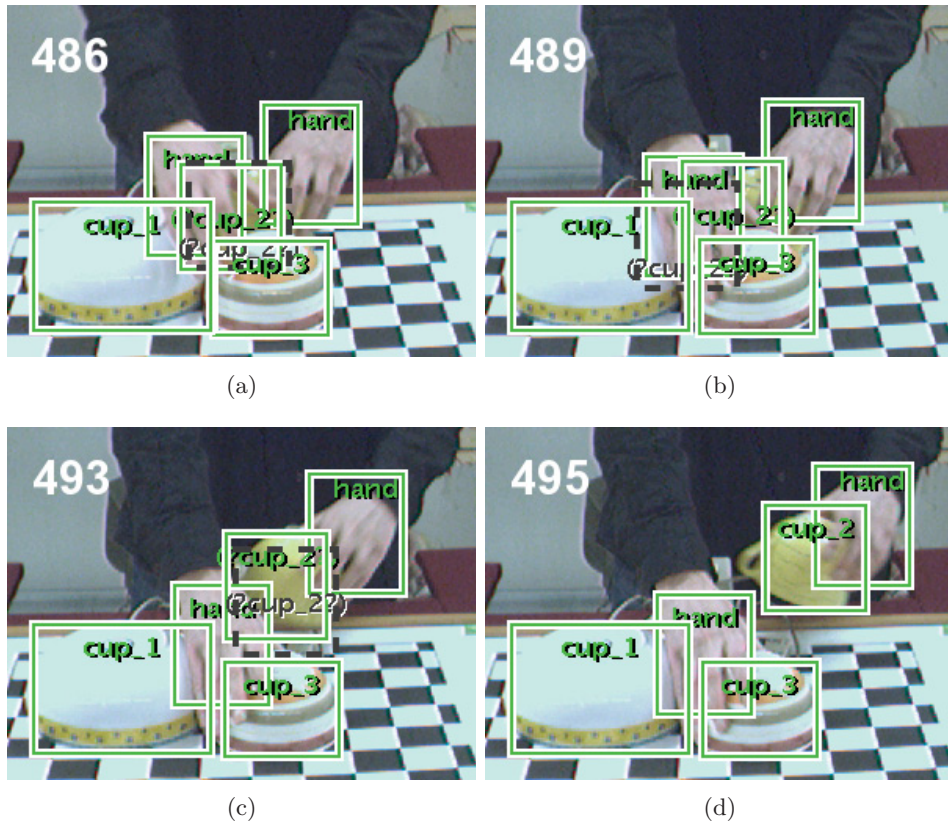 486
hand
hand
cup_1
(?cup_2?)
(?cup_2?)
cup_3
(a)
489
hand
hand
cup_1
(?cup_2?)
(?cup_2?)
cup_3
(b)
493
hand
(?cup_2?)
hand
(?cup_2?)
cup_1
cup_3
(c)
495
hand
cup_2
hand
cup_1
cup_3
(d)